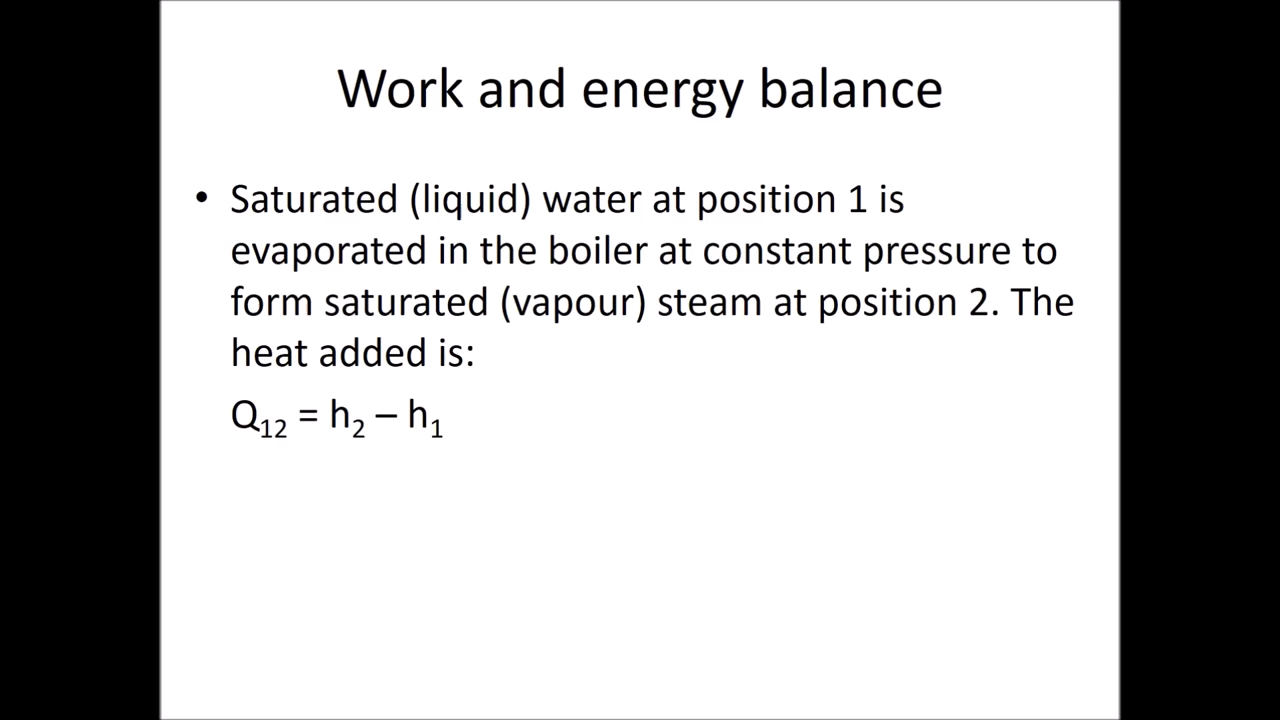 Work and energy balance
• Saturated (liquid) water at position 1 is
evaporated in the boiler at constant pressure to
form saturated (vapour) steam at position 2. The
heat added is:
Q₁₂ = h₂ – h₁